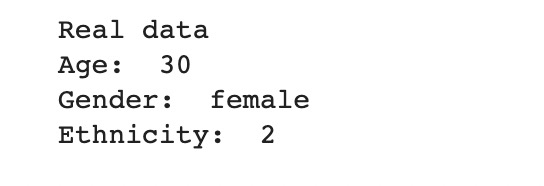 Real data
Age:  30
Gender:  female
Ethnicity:  2